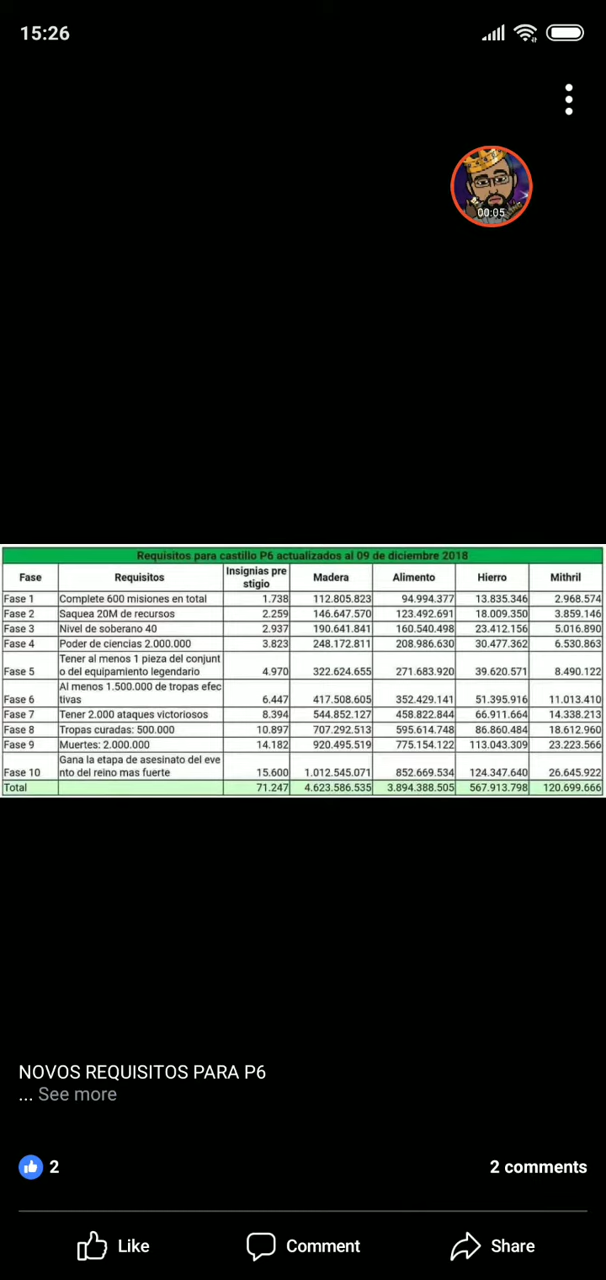 15:26
00:05
Requisitos para castillo P6 actualizados al 09 de diciembre 2018
Fase Requisitos Insignias pre stigio Madera Alimento Hierro Mithril
Fase 1 Complete 600 misiones en total 1.738 112.805.823 94.994.377 13.835.346 2.968.574
Fase 2 Saquea 20M de recursos 2.259 146.647.570 123.492.691 18.009.350 3.859.146
Fase 3 Nivel de soberano 40 2.937 190.641.841 160.540.498 23.412.156 5.016.890
Fase 4 Poder de ciencias 2.000.000 3.823 248.172.811 208.986.630 30.477.362 6.530.863
Tener al menos 1 pieza del conjunt
Fase 5 o del equipamiento legendario 4.970 322.624.655 271.683.920 39.620.571 8.490.122
Al menos 1.500.000 de tropas efec
Fase 6 tivas 6.447 417.508.605 352.429.141 51.395.916 11.013.410
Fase 7 Tener 2.000 ataques victoriosos 8.394 544.852.127 458.822.844 66.911.664 14.338.213
Fase 8 Tropas curadas: 500.000 10.897 707.292.513 595.614.748 86.860.484 18.612.960
Fase 9 Muertes: 2.000.000 14.182 920.495.519 775.154.122 113.043.309 23.223.566
Gana la etapa de asesinato del eve
Fase 10 nto del reino mas fuerte 15.600 1.012.545.071 852.669.534 124.347.640 26.645.922
Total 71.247 4.623.586.535 3.894.388.505 567.913.798 120.699.666
NOVOS REQUISITOS PARA P6
... See more
2 2 comments
Like Comment Share